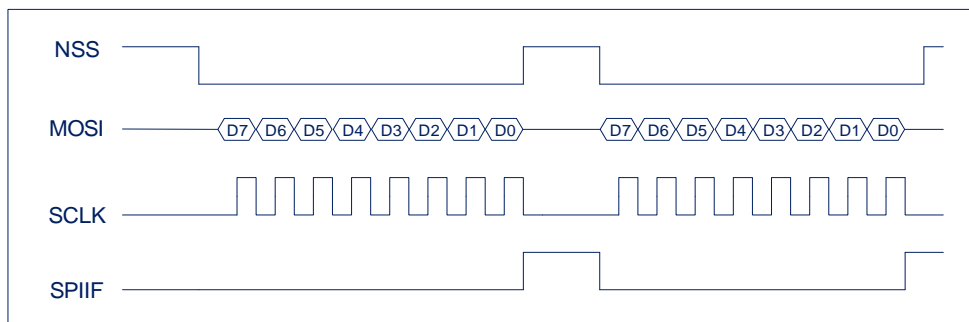 NSS
MOSI D7 D6 D5 D4 D3 D2 D1 D0 D7 D6 D5 D4 D3 D2 D1 D0
SCLK
SPIIF